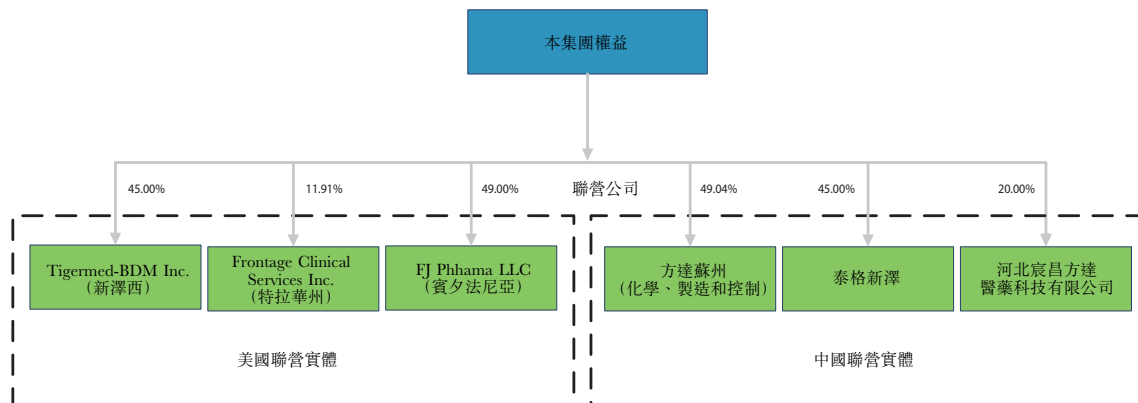 本集團權益
45.00%
11.91%
49.00%
聯營公司
49.04%
45.00%
20.00%
Tigermed-BDM Inc.
(新澤西)
Frontage Clinical
Services Inc.
(特拉華州)
FJ Phhama LLC
(賓夕法尼亞)
方達蘇州
(化學、製造和控制)
泰格新澤
河北宸昌方達
醫藥科技有限公司
美國聯營實體
中國聯營實體